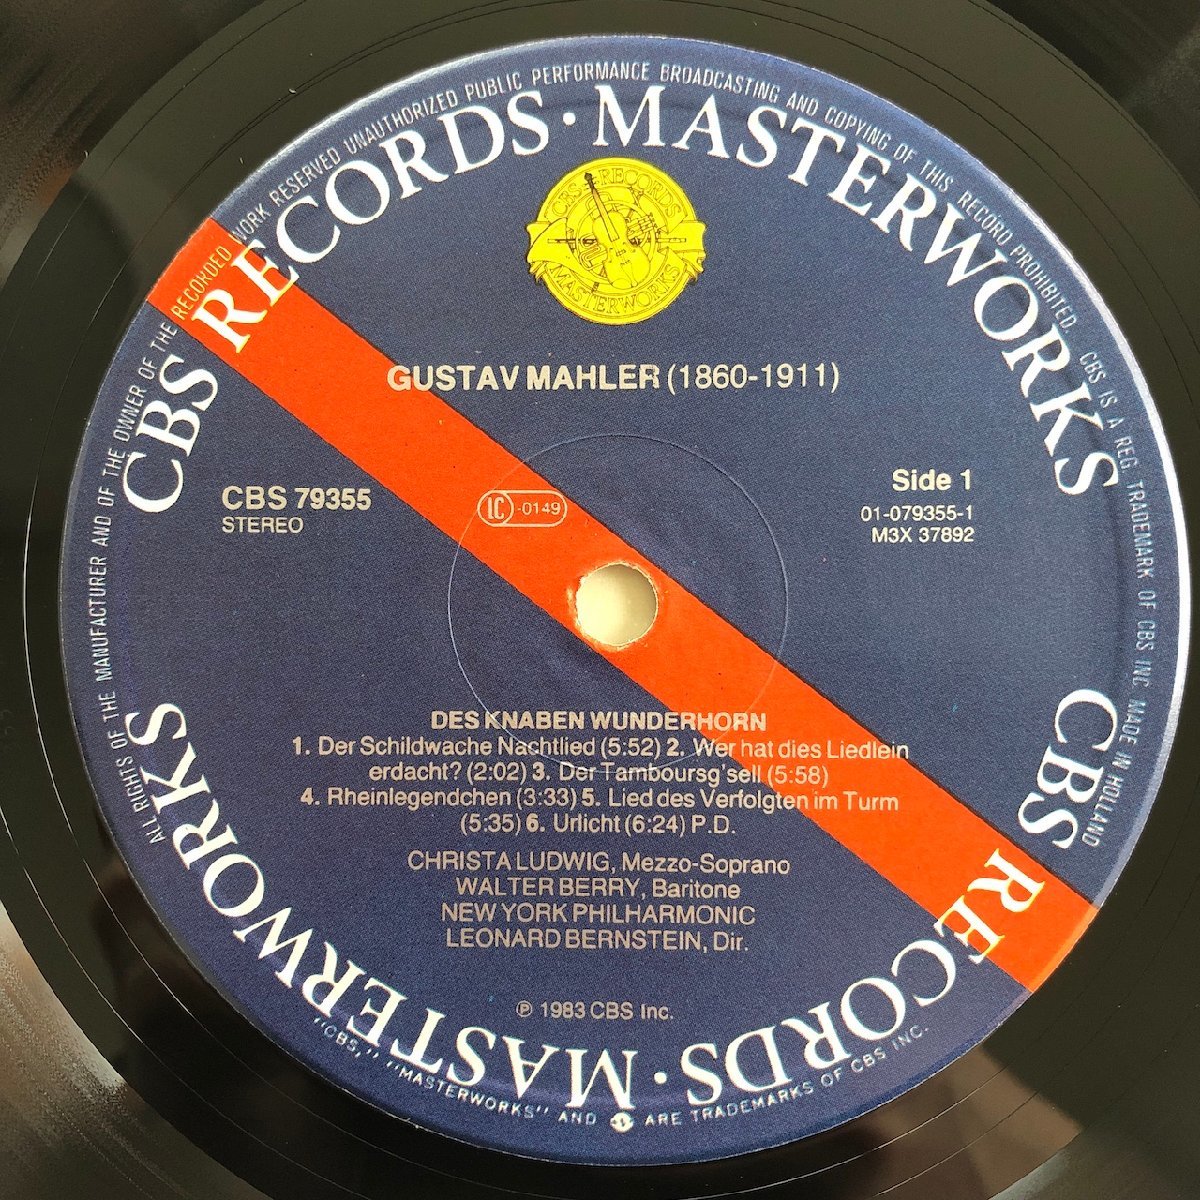 ALL RIGHTS OF THE MANUFACTURER AND OF THE OWNER OF THE RECORDED WORK RESERVED UNAUTHORIZED PUBLIC PERFORMANCE BROADCASTING AND COPYING OF THIS RECORD PROHIBITED. CBS IS A REG. TRADEMARK OF CBS INC. MADE IN HOLLAND
CBS RECORDS · MASTERWORKS
CBS RECORDS
MASTERWORKS
GUSTAV MAHLER (1860-1911)
CBS 79355
STEREO
LC -0149
Side 1
01-079355-1
M3X 37892
DES KNABEN WUNDERHORN
1. Der Schildwache Nachtlied (5:52) 2. Wer hat dies Liedlein
erdacht? (2:02) 3. Der Tamboursg'sell (5:58)
4. Rheinlegendchen (3:33) 5. Lied des Verfolgten im Turm
(5:35) 6. Urlicht (6:24) P.D.
CHRISTA LUDWIG, Mezzo-Soprano
WALTER BERRY, Baritone
NEW YORK PHILHARMONIC
LEONARD BERNSTEIN, Dir.
℗ 1983 CBS Inc.
CBS RECORDS · MASTERWORKS
"CBS," "MASTERWORKS" AND ARE TRADEMARKS OF CBS INC.